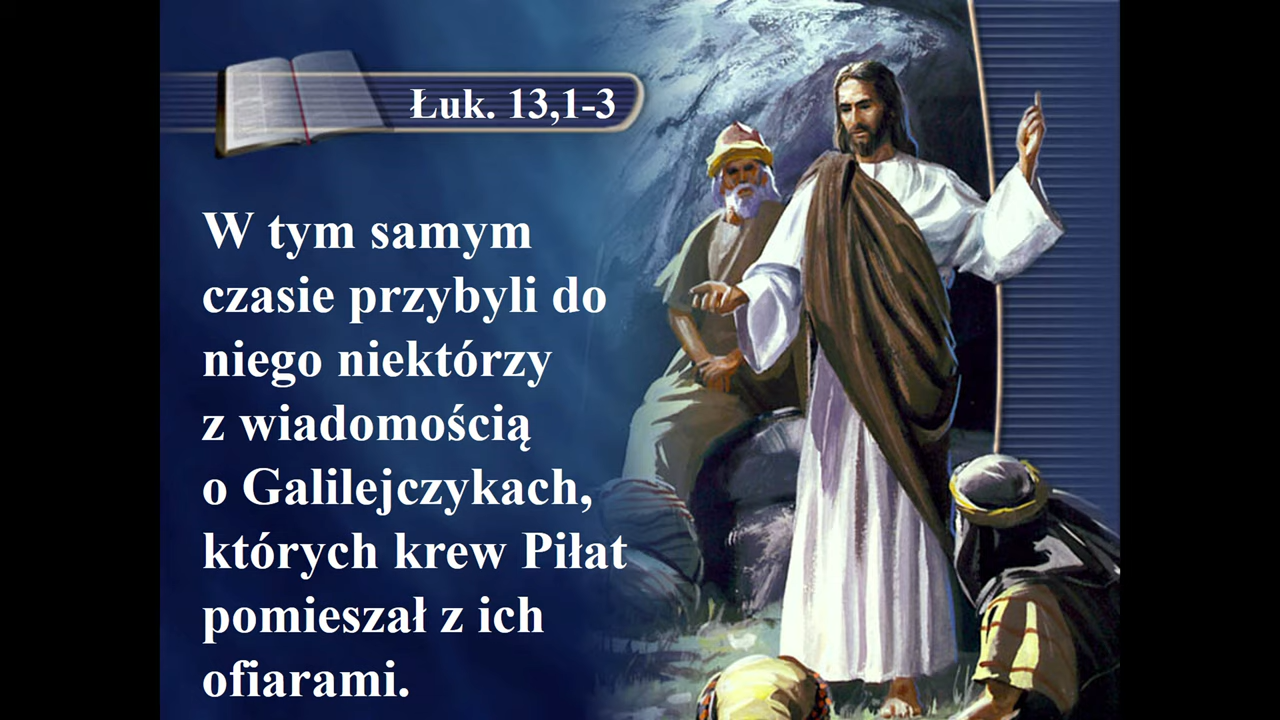 Łuk. 13,1-3
W tym samym
czasie przybyli do
niego niektórzy
z wiadomością
o Galilejczykach,
których krew Piłat
pomieszał z ich
ofiarami.